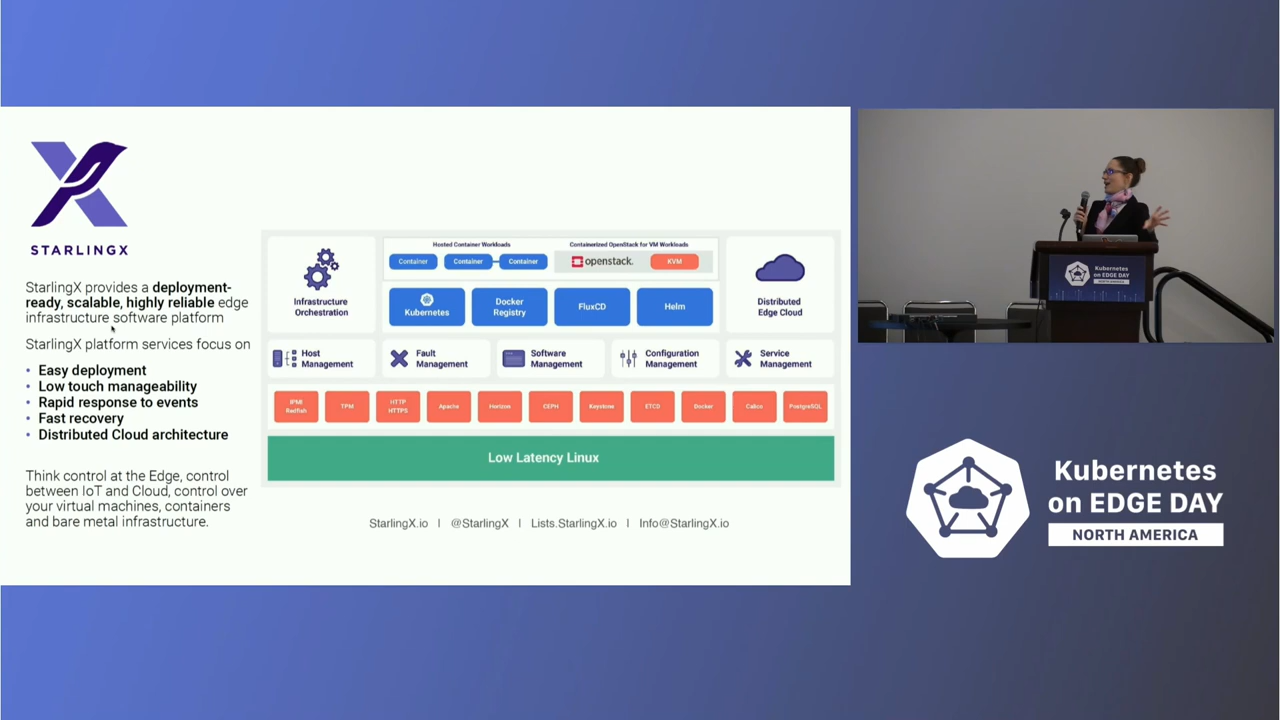 STARLINGX
StarlingX provides a deployment-
ready, scalable, highly reliable edge
infrastructure software platform
StarlingX platform services focus on
• Easy deployment
• Low touch manageability
• Rapid response to events
• Fast recovery
• Distributed Cloud architecture
Think control at the Edge, control
between IoT and Cloud, control over
your virtual machines, containers
and bare metal infrastructure.
Infrastructure
Orchestration
Hosted Container Workloads
Container
Container
Container
Containerized OpenStack for VM Workloads
openstack.
KVM
Kubernetes
Docker
Registry
FluxCD
Helm
Distributed
Edge Cloud
Host
Management
Fault
Management
Software
Management
Configuration
Management
Service
Management
IPMI
Redfish
TPM
HTTP
HTTPS
Apache
Horizon
CEPH
Keystone
ETCD
Docker
Calico
PostgreSQL
Low Latency Linux
StarlingX.io | @StarlingX | Lists.StarlingX.io | Info@StarlingX.io
Kubernetes
on EDGE DAY
Kubernetes
on EDGE DAY
NORTH AMERICA